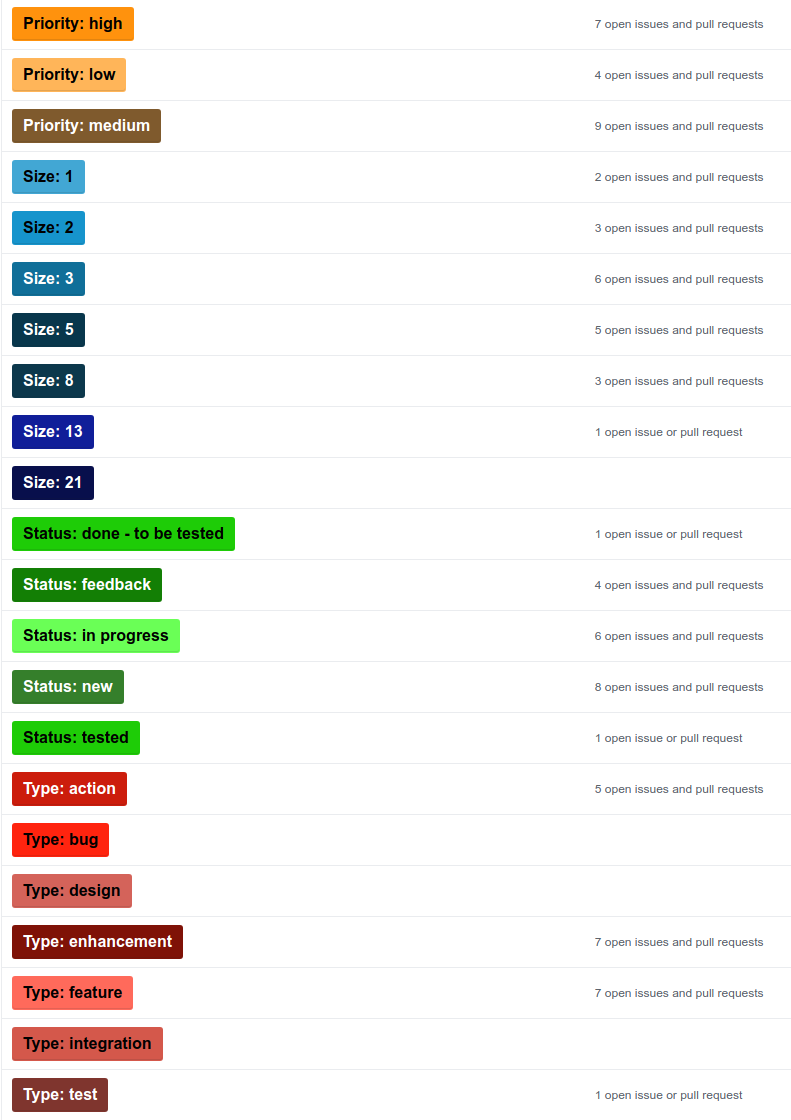 Priority: high 7 open issues and pull requests
Priority: low 4 open issues and pull requests
Priority: medium 9 open issues and pull requests
Size: 1 2 open issues and pull requests
Size: 2 3 open issues and pull requests
Size: 3 6 open issues and pull requests
Size: 5 5 open issues and pull requests
Size: 8 3 open issues and pull requests
Size: 13 1 open issue or pull request
Size: 21
Status: done - to be tested 1 open issue or pull request
Status: feedback 4 open issues and pull requests
Status: in progress 6 open issues and pull requests
Status: new 8 open issues and pull requests
Status: tested 1 open issue or pull request
Type: action 5 open issues and pull requests
Type: bug
Type: design
Type: enhancement 7 open issues and pull requests
Type: feature 7 open issues and pull requests
Type: integration
Type: test 1 open issue or pull request